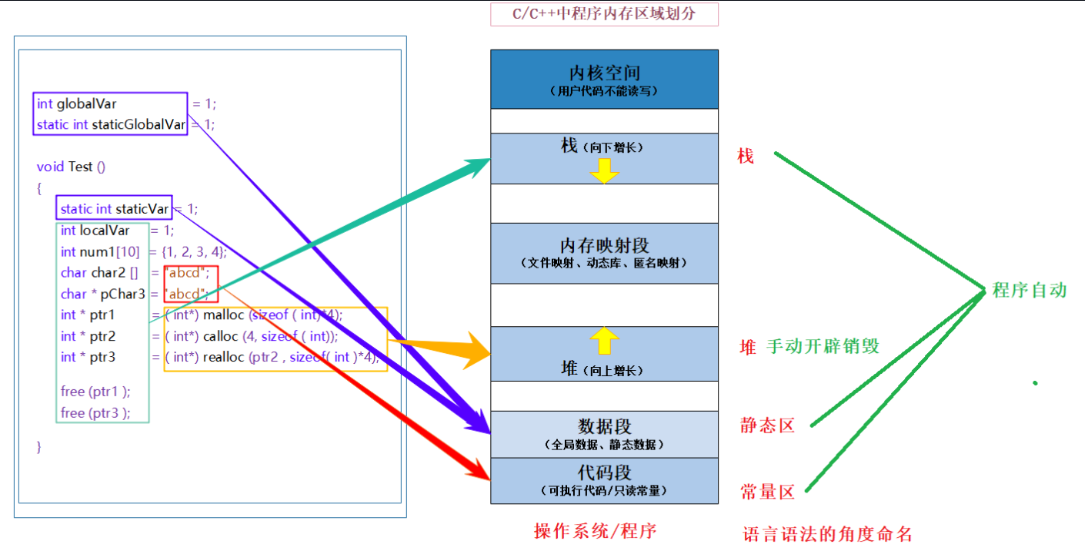 C/C++中程序内存区域划分
int globalVar = 1;
static int staticGlobalVar = 1;
void Test ()
{
static int staticVar = 1;
int localVar = 1;
int num1[10] = {1, 2, 3, 4};
char char2 [] = "abcd";
char * pChar3 = "abcd";
int * ptr1 = ( int*) malloc (sizeof ( int)*4);
int * ptr2 = ( int*) calloc (4, sizeof ( int));
int * ptr3 = ( int*) realloc (ptr2 , sizeof( int )*4);
free (ptr1 );
free (ptr3 );
}
内核空间
(用户代码不能读写)
栈 (向下增长)
内存映射段
(文件映射、动态库、匿名映射)
堆 (向上增长)
数据段
(全局数据、静态数据)
代码段
(可执行代码/只读常量)
操作系统/程序
栈
堆 手动开辟销毁
静态区
常量区
程序自动
语言语法的角度命名